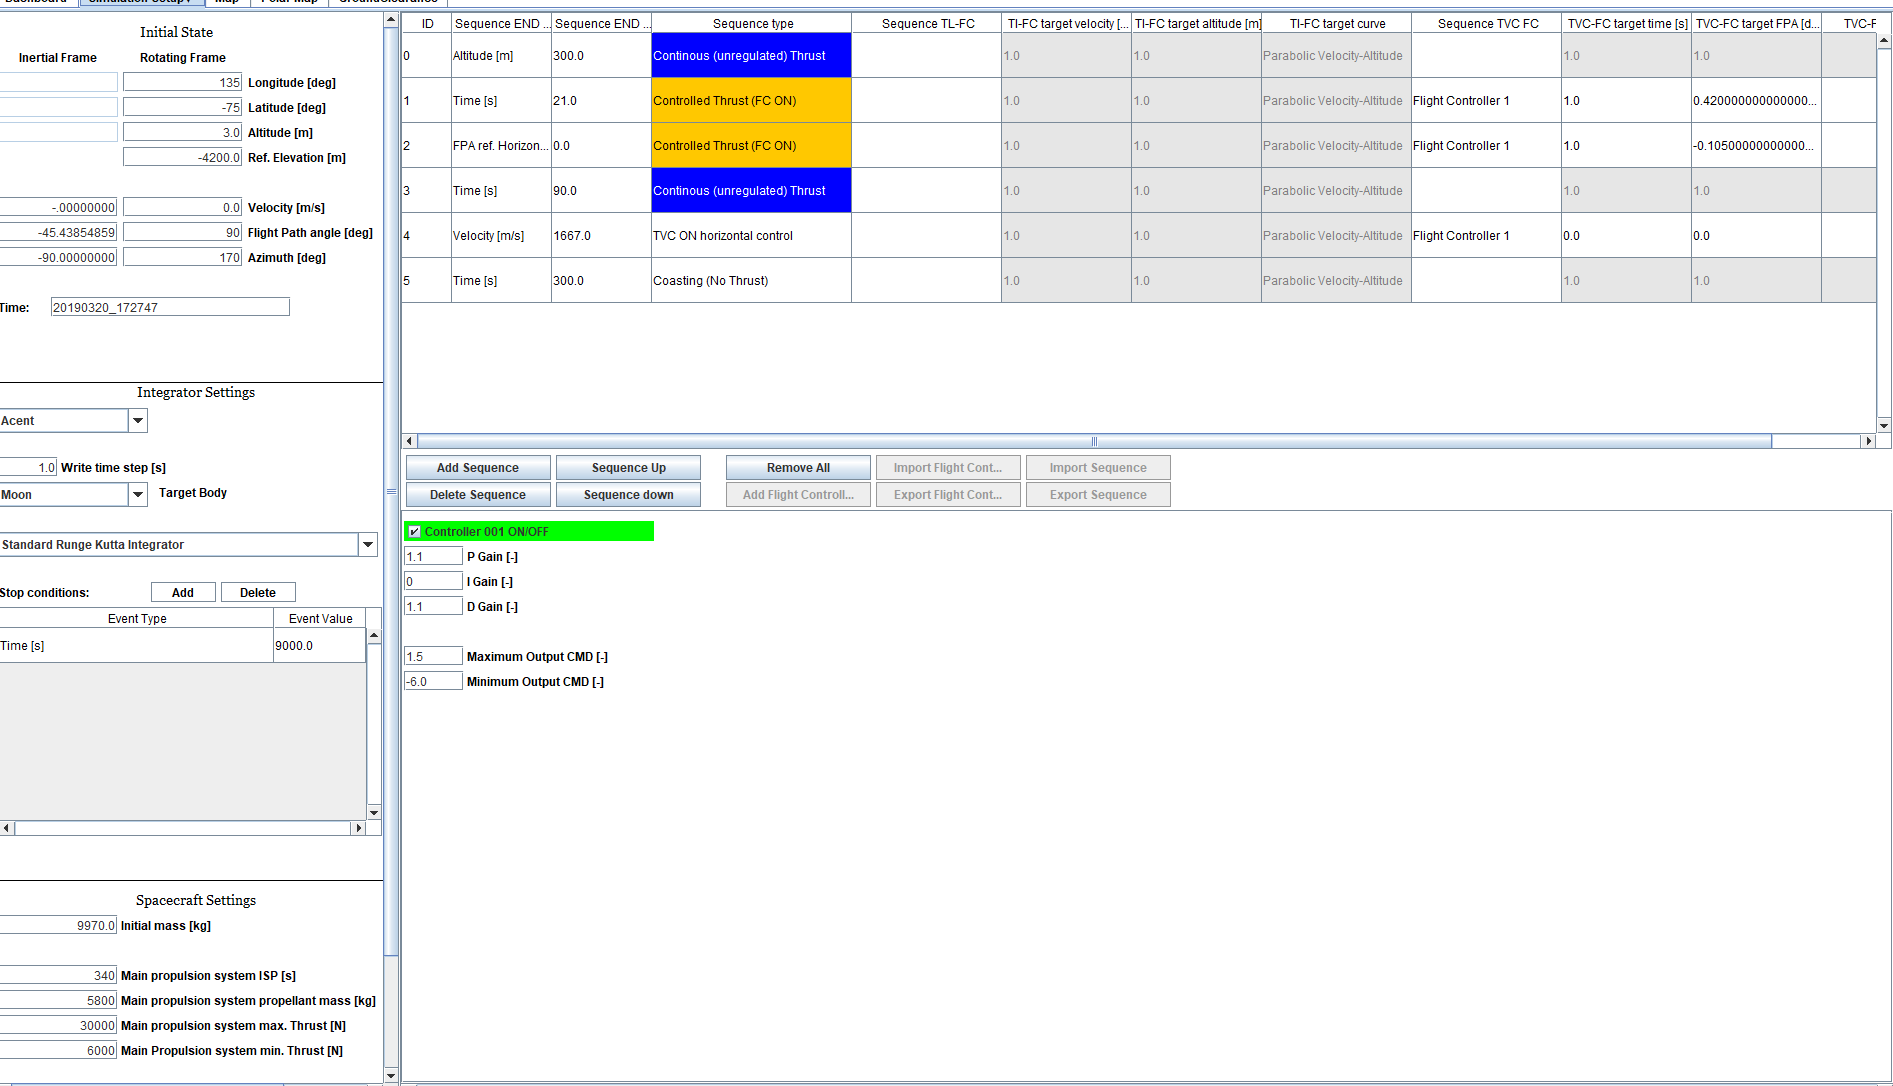 Dashboard Simulation Setup Map Polar Map GroundClearance
Initial State
Inertial Frame Rotating Frame
135 Longitude [deg]
-75 Latitude [deg]
3.0 Altitude [m]
-4200.0 Ref. Elevation [m]
-.00000000 0.0 Velocity [m/s]
-45.43854859 90 Flight Path angle [deg]
-90.00000000 170 Azimuth [deg]
Time: 20190320_172747
Integrator Settings
Acent
1.0 Write time step [s]
Moon Target Body
Standard Runge Kutta Integrator
Stop conditions: Add Delete
Event Type Event Value
Time [s] 9000.0
Spacecraft Settings
9970.0 Initial mass [kg]
340 Main propulsion system ISP [s]
5800 Main propulsion system propellant mass [kg]
30000 Main propulsion system max. Thrust [N]
6000 Main Propulsion system min. Thrust [N]
ID Sequence END ... Sequence END ... Sequence type Sequence TL-FC TI-FC target velocity [... TI-FC target altitude [m] TI-FC target curve Sequence TVC FC TVC-FC target time [s] TVC-FC target FPA [d... TVC-F
0 Altitude [m] 300.0 Continous (unregulated) Thrust 1.0 1.0 Parabolic Velocity-Altitude 1.0 1.0
1 Time [s] 21.0 Controlled Thrust (FC ON) 1.0 1.0 Parabolic Velocity-Altitude Flight Controller 1 1.0 0.420000000000000...
2 FPA ref. Horizon... 0.0 Controlled Thrust (FC ON) 1.0 1.0 Parabolic Velocity-Altitude Flight Controller 1 1.0 -0.10500000000000...
3 Time [s] 90.0 Continous (unregulated) Thrust 1.0 1.0 Parabolic Velocity-Altitude 1.0 1.0
4 Velocity [m/s] 1667.0 TVC ON horizontal control 1.0 1.0 Parabolic Velocity-Altitude Flight Controller 1 0.0 0.0
5 Time [s] 300.0 Coasting (No Thrust) 1.0 1.0 Parabolic Velocity-Altitude 1.0 1.0
Add Sequence Sequence Up Remove All Import Flight Cont... Import Sequence
Delete Sequence Sequence down Add Flight Controll... Export Flight Cont... Export Sequence
Controller 001 ON/OFF
1.1 P Gain [-]
0 I Gain [-]
1.1 D Gain [-]
1.5 Maximum Output CMD [-]
-6.0 Minimum Output CMD [-]